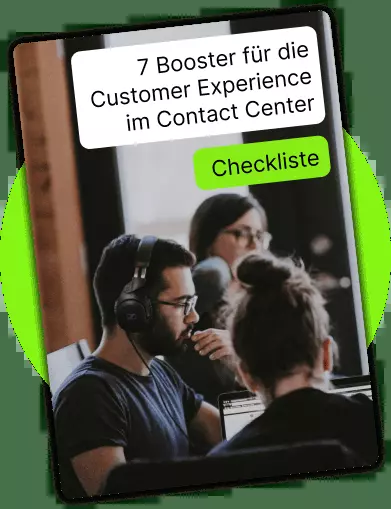 7 Booster für die
Customer Experience
im Contact Center
Checkliste